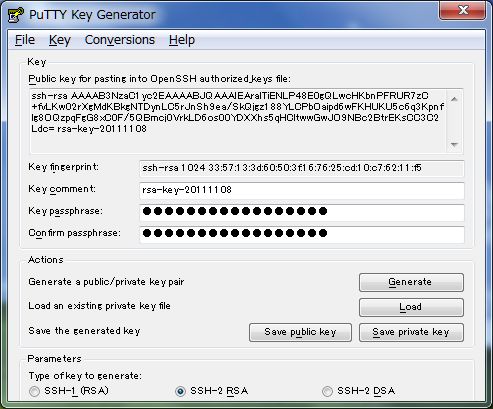 PuTTY Key Generator
File Key Conversions Help
Key
Public key for pasting into OpenSSH authorized_keys file:
ssh-rsa
Ldc= rsa-key-20111108
Key fingerprint: ssh-rsa 1024 33:57:13:3d:60:50:3f:16:76:25:cd:10:c7:62:11:f5
Key comment: rsa-key-20111108
Key passphrase: ●●●●●●●●●●●●●●●●●
Confirm passphrase: ●●●●●●●●●●●●●●●●●
Actions
Generate a public/private key pair Generate
Load an existing private key file Load
Save the generated key Save public key Save private key
Parameters
Type of key to generate:
SSH-1 (RSA) SSH-2 RSA SSH-2 DSA